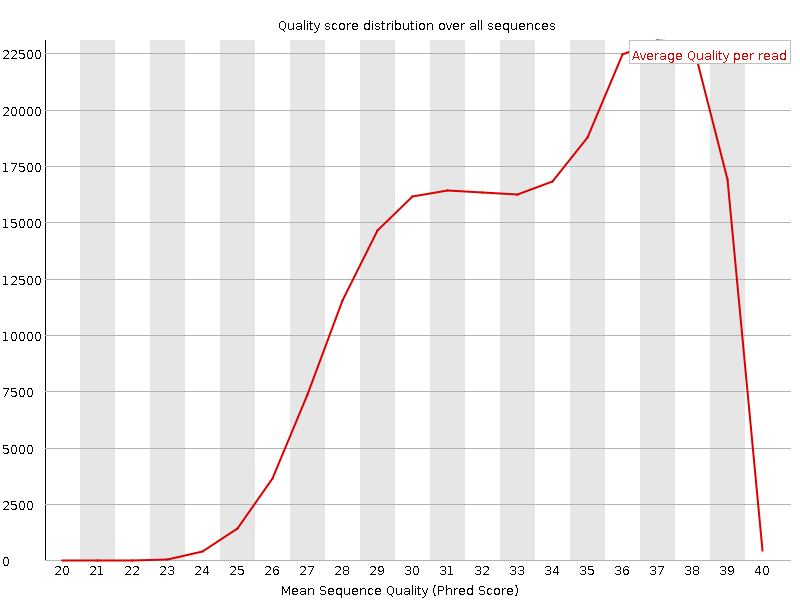 Quality score distribution over all sequences
Average Quality per read
22500
20000
17500
15000
12500
10000
7500
5000
2500
0
20 21 22 23 24 25 26 27 28 29 30 31 32 33 34 35 36 37 38 39 40
Mean Sequence Quality (Phred Score)